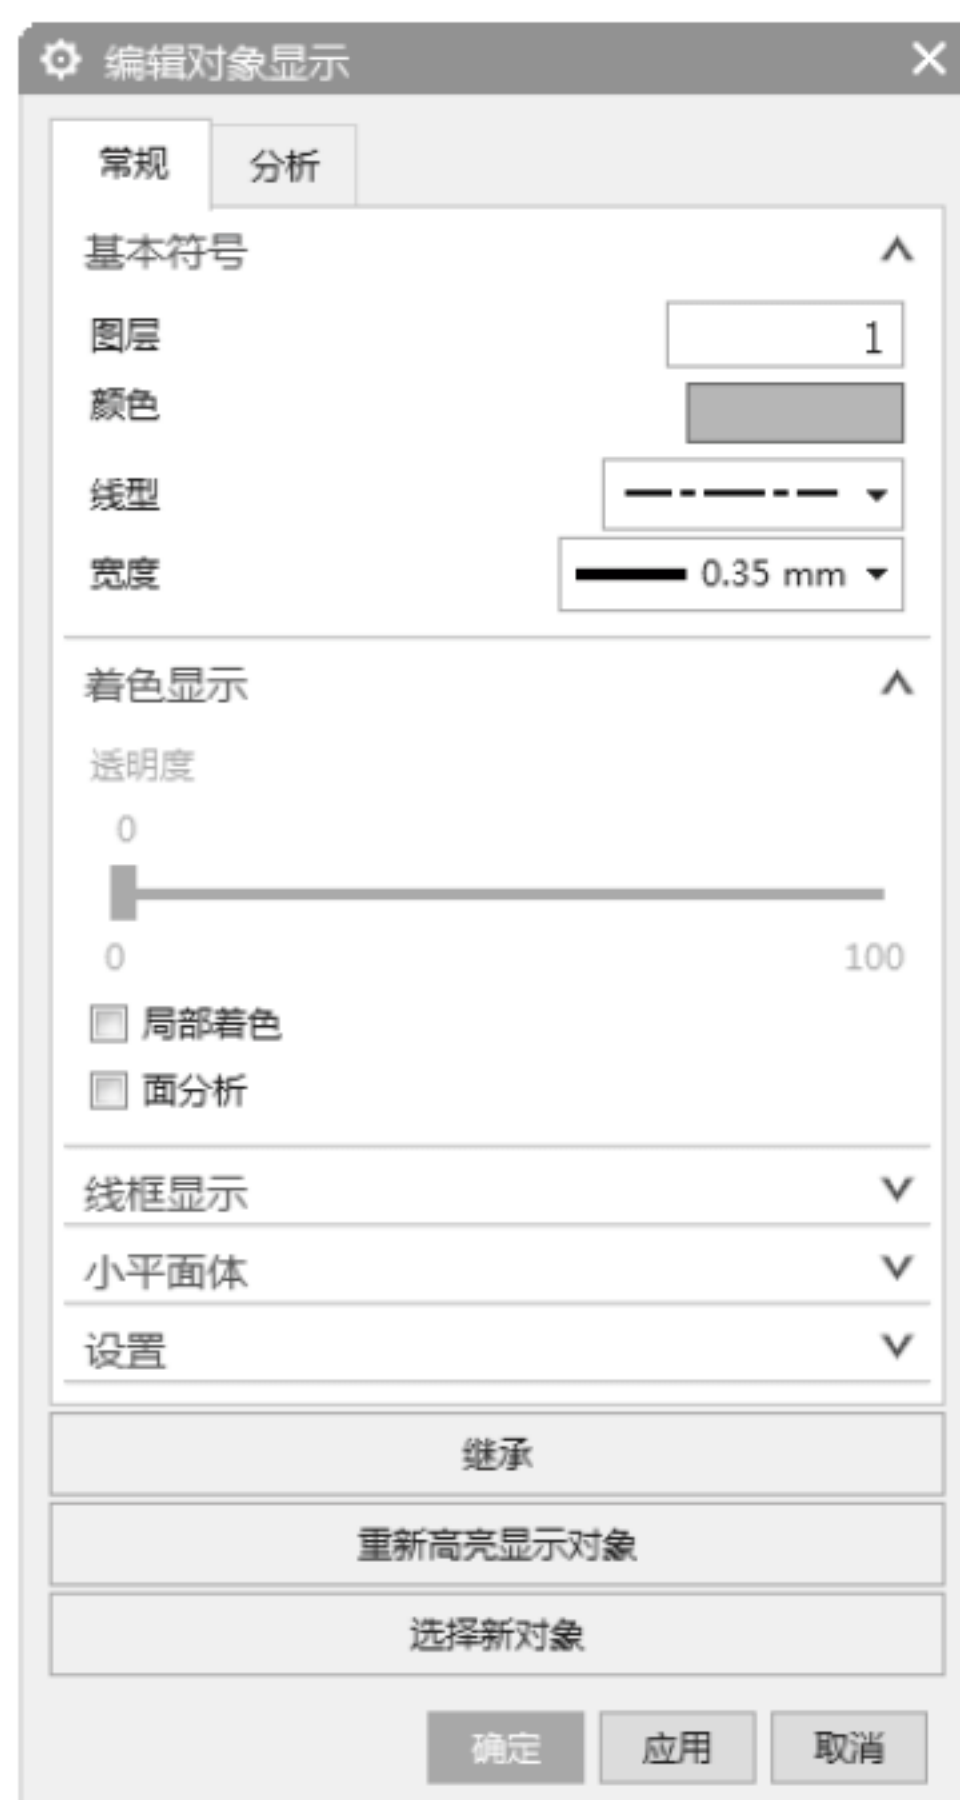 编辑对象显示
常规 分析
基本符号
图层 1
颜色
线型
宽度 0.35 mm
着色显示
透明度
0
0 100
局部着色
面分析
线框显示
小平面体
设置
继承
重新高亮显示对象
选择新对象
确定 应用 取消